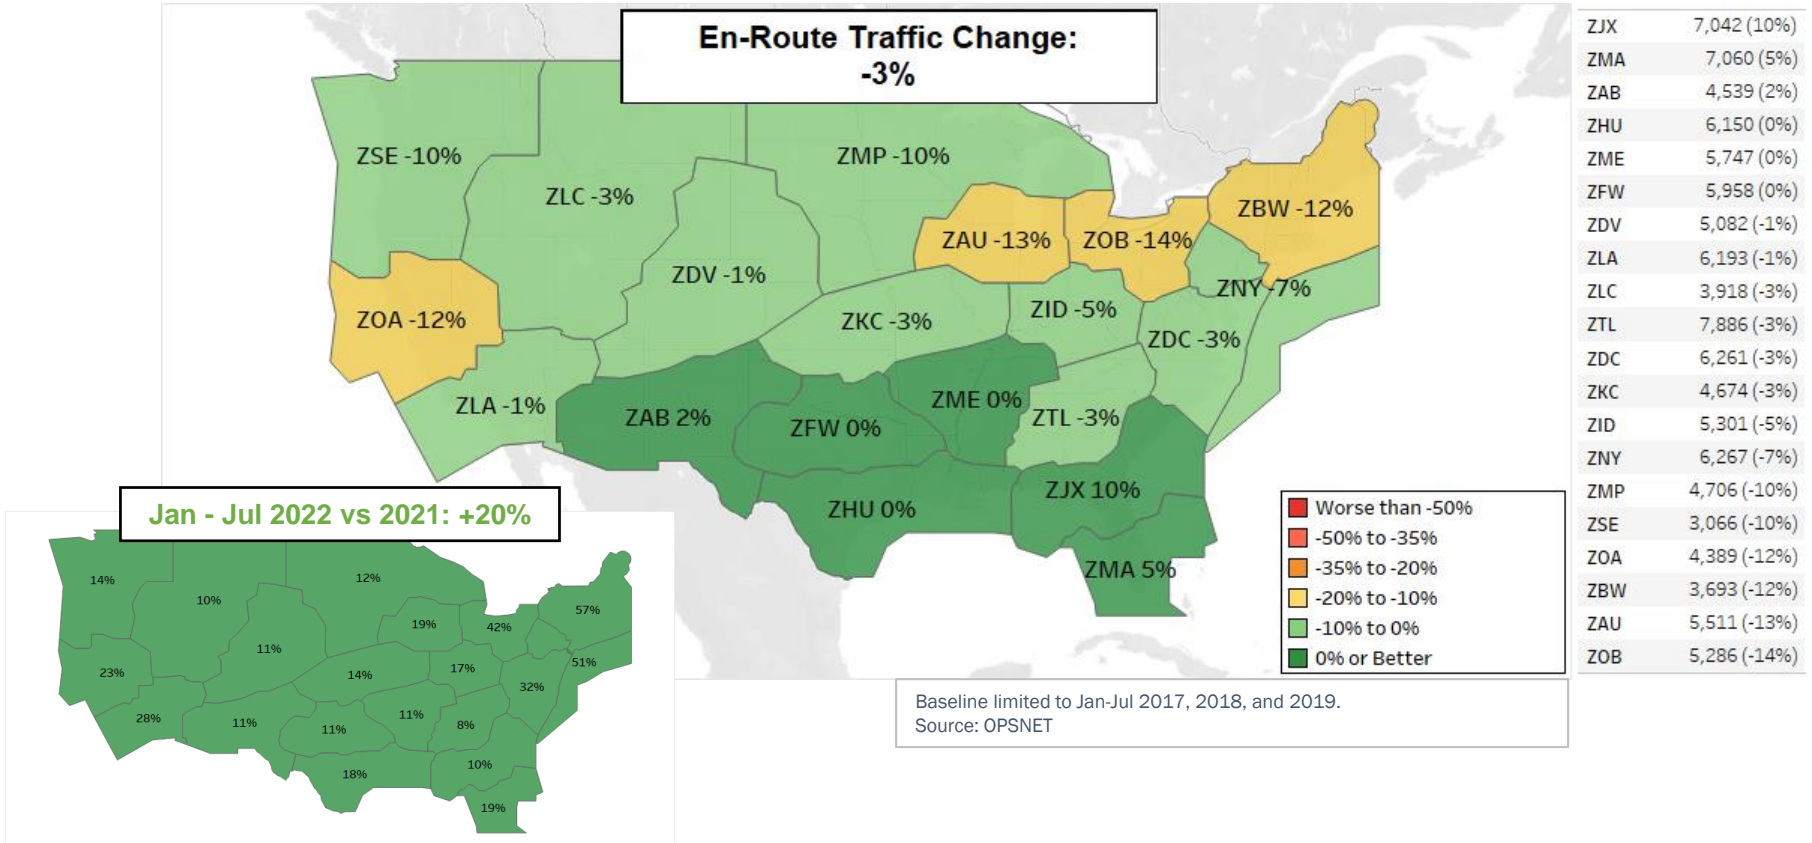 En-Route Traffic Change:
-3%
ZSE -10%
ZLC -3%
ZMP -10%
ZDV -1%
ZAU -13%
ZOB -14%
ZBW -12%
ZNY -7%
ZOA -12%
ZKC -3%
ZID -5%
ZDC -3%
ZLA -1%
ZAB 2%
ZFW 0%
ZME 0%
ZTL -3%
ZHU 0%
ZJX 10%
ZMA 5%
Worse than -50%
-50% to -35%
-35% to -20%
-20% to -10%
-10% to 0%
0% or Better
ZJX 7,042 (10%)
ZMA 7,060 (5%)
ZAB 4,539 (2%)
ZHU 6,150 (0%)
ZME 5,747 (0%)
ZFW 5,958 (0%)
ZDV 5,082 (-1%)
ZLA 6,193 (-1%)
ZLC 3,918 (-3%)
ZTL 7,886 (-3%)
ZDC 6,261 (-3%)
ZKC 4,674 (-3%)
ZID 5,301 (-5%)
ZNY 6,267 (-7%)
ZMP 4,706 (-10%)
ZSE 3,066 (-10%)
ZOA 4,389 (-12%)
ZBW 3,693 (-12%)
ZAU 5,511 (-13%)
ZOB 5,286 (-14%)
Jan - Jul 2022 vs 2021: +20%
14%
10%
12%
11%
19%
42%
57%
51%
23%
14%
17%
32%
28%
11%
11%
11%
8%
18%
10%
19%
Baseline limited to Jan-Jul 2017, 2018, and 2019.
Source: OPSNET